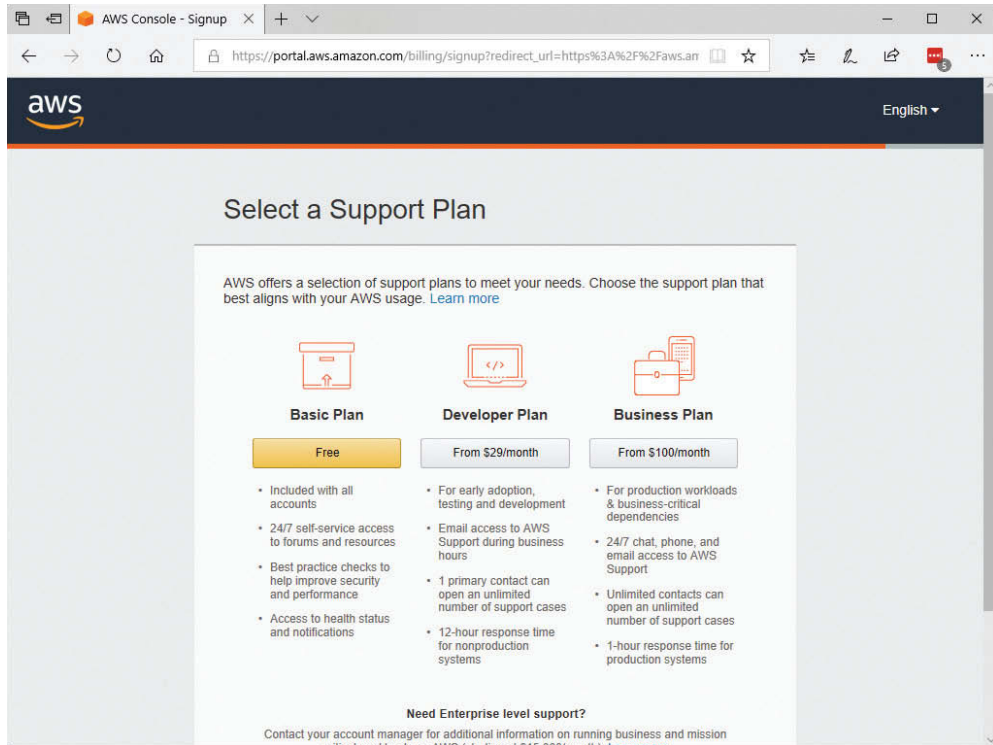 AWS Console - Signup
https://portal.aws.amazon.com/billing/signup?redirect_url=https%3A%2F%2Faws.am
5
aws
English
Select a Support Plan
AWS offers a selection of support plans to meet your needs. Choose the support plan that
best aligns with your AWS usage. Learn more
</>
Basic Plan
Free
• Included with all
accounts
• 24/7 self-service access
to forums and resources
• Best practice checks to
help improve security
and performance
• Access to health status
and notifications
Developer Plan
From $29/month
• For early adoption,
testing and development
• Email access to AWS
Support during business
hours
• 1 primary contact can
open an unlimited
number of support cases
• 12-hour response time
for nonproduction
systems
Business Plan
From $100/month
• For production workloads
& business-critical
dependencies
• 24/7 chat, phone, and
email access to AWS
Support
• Unlimited contacts can
open an unlimited
number of support cases
• 1-hour response time for
production systems
Need Enterprise level support?
Contact your account manager for additional information on running business and mission